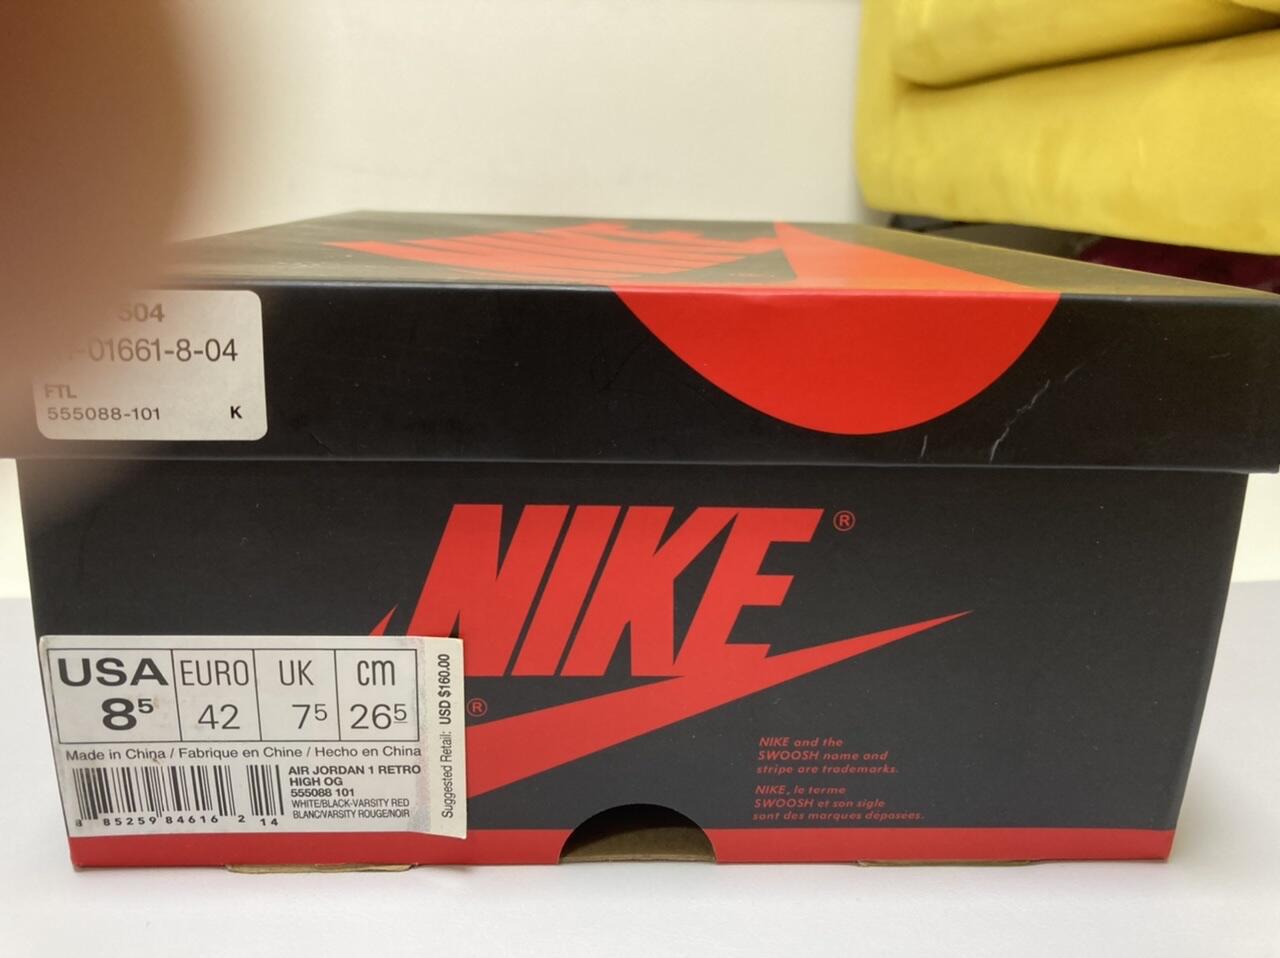 504
-01661-8-04
FTL
555088-101 K
NIKE®
®
USA EURO UK cm
8⁵ 42 7⁵ 26⁵
Made in China / Fabrique en Chine / Hecho en China
AIR JORDAN 1 RETRO
HIGH OG
555088 101
WHITE/BLACK-VARSITY RED
BLANC/VARSITY ROUGE/NOIR
8 85259 84616 2 14
Suggested Retail: USD $160.00
NIKE and the
SWOOSH name and
stripe are trademarks.
NIKE, le terme
SWOOSH et son sigle
sont des marques déposées.